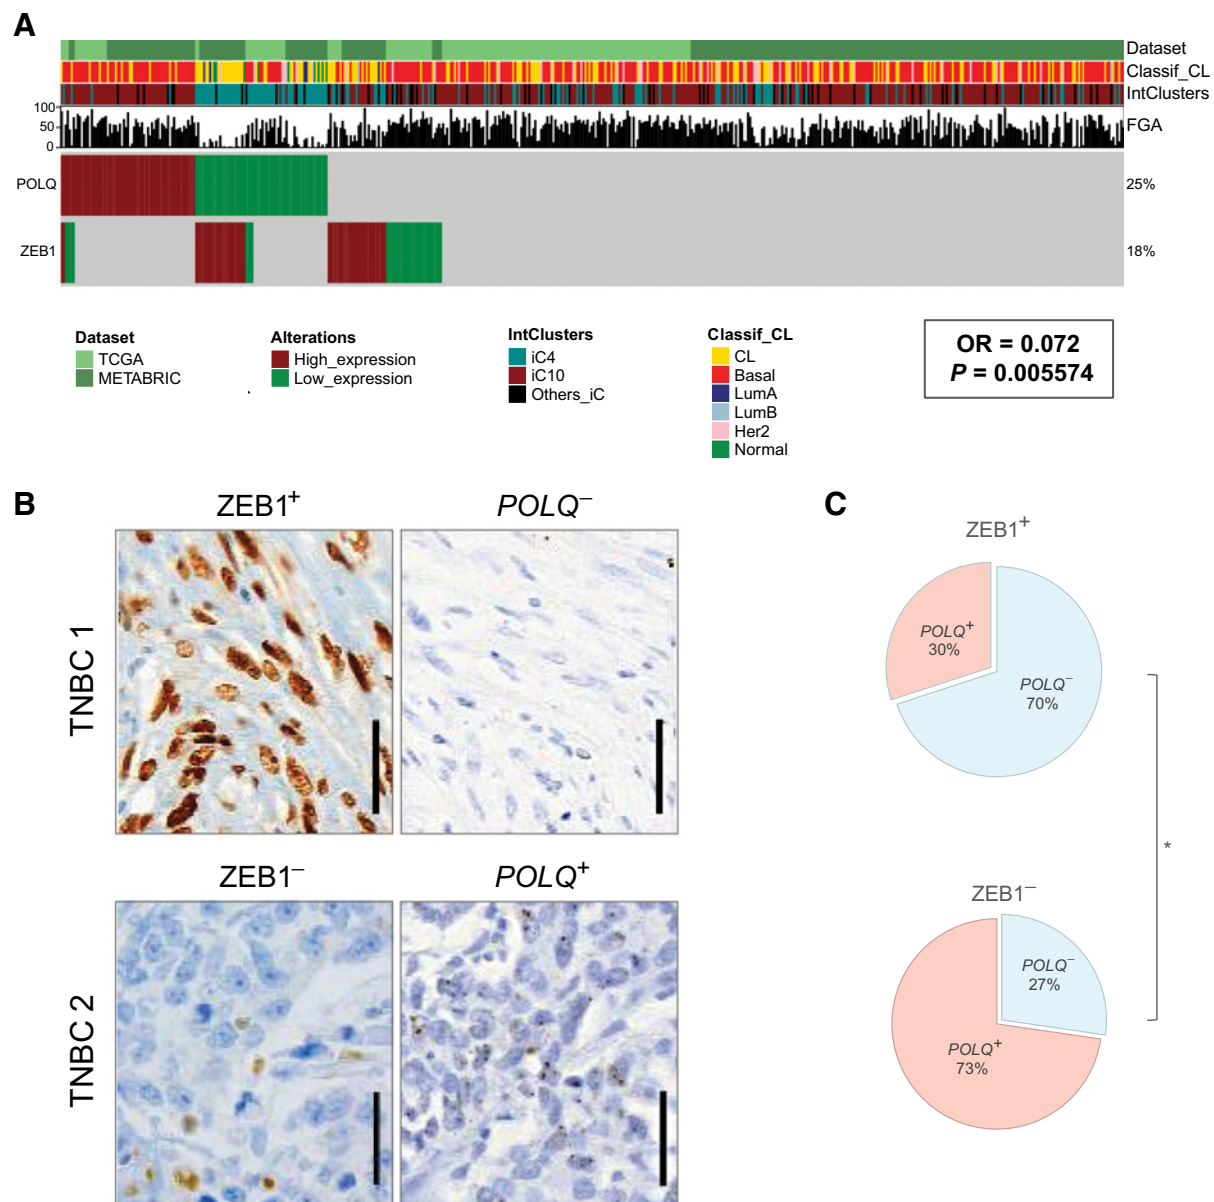 A
Dataset
Classif_CL
IntClusters
100
50
0
FGA
POLQ
25%
ZEB1
18%
Dataset
TCGA
METABRIC
Alterations
High_expression
Low_expression
IntClusters
iC4
iC10
Others_iC
Classif_CL
CL
Basal
LumA
LumB
Her2
Normal
OR = 0.072
P = 0.005574
B
ZEB1+
POLQ–
TNBC 1
ZEB1–
POLQ+
TNBC 2
C
ZEB1+
POLQ+
30%
POLQ–
70%
*
ZEB1–
POLQ–
27%
POLQ+
73%